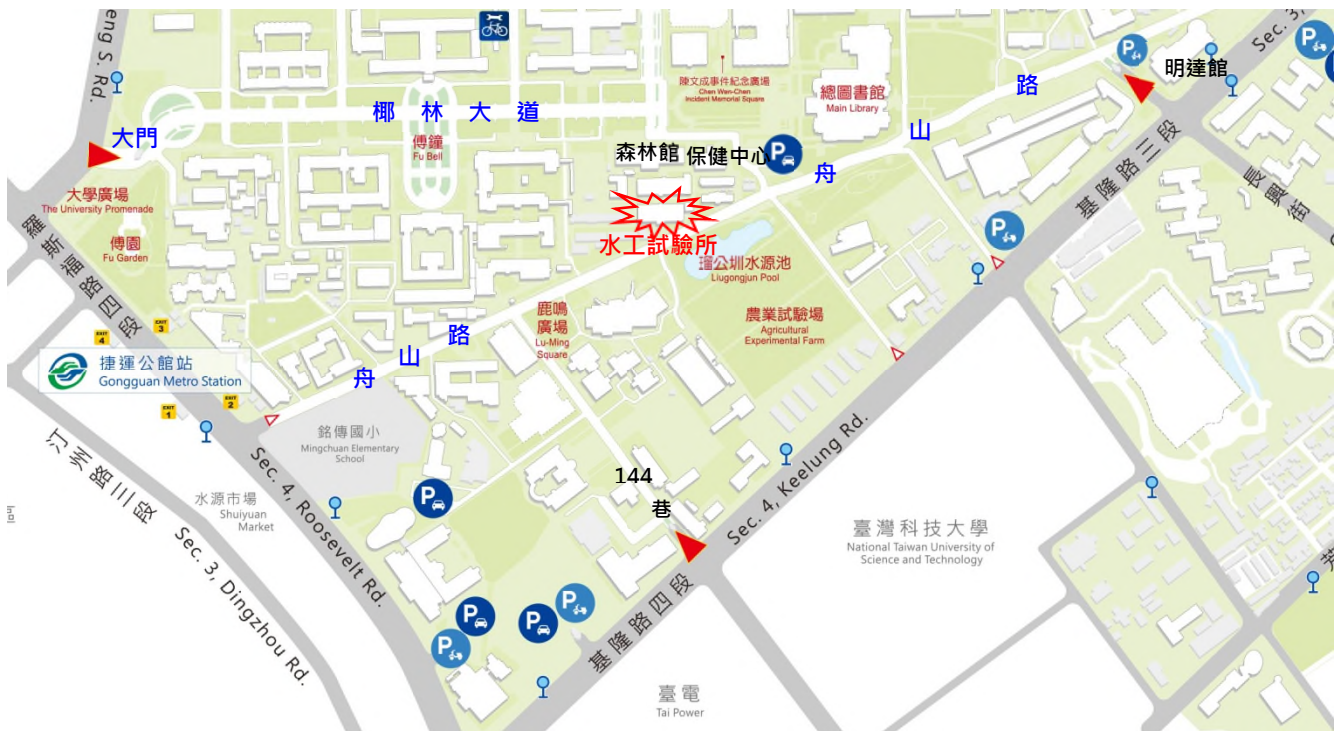 eng S. Rd.
Sec. 3,
P
P
明達館
陳文成事件紀念廣場
Chen Wen-Chen
Incident Memorial Square
總圖書館
Main Library
路
椰林大道
大門
傅鐘
Fu Bell
山
森林館
保健中心
P
舟
大學廣場
The University Promenade
傅園
Fu Garden
水工試驗所
瑠公圳水源池
Liugongjun Pool
基隆路三段
長興街
P
羅斯福路四段
鹿鳴
廣場
Lu-Ming
Square
農業試驗場
Agricultural
Experimental Farm
EXIT
3
EXIT
4
路
山
舟
捷運公館站
Gongguan Metro Station
EXIT
1
EXIT
2
銘傳國小
Mingchuan Elementary
School
汀州路三段
Sec. 3, Dingzhou Rd.
水源市場
Shuiyuan
Market
Sec. 4, Roosevelt Rd.
P
144
巷
Sec. 4, Keelung Rd.
臺灣科技大學
National Taiwan University of
Science and Technology
芳
P
P
P
P
基隆路四段
臺電
Tai Power